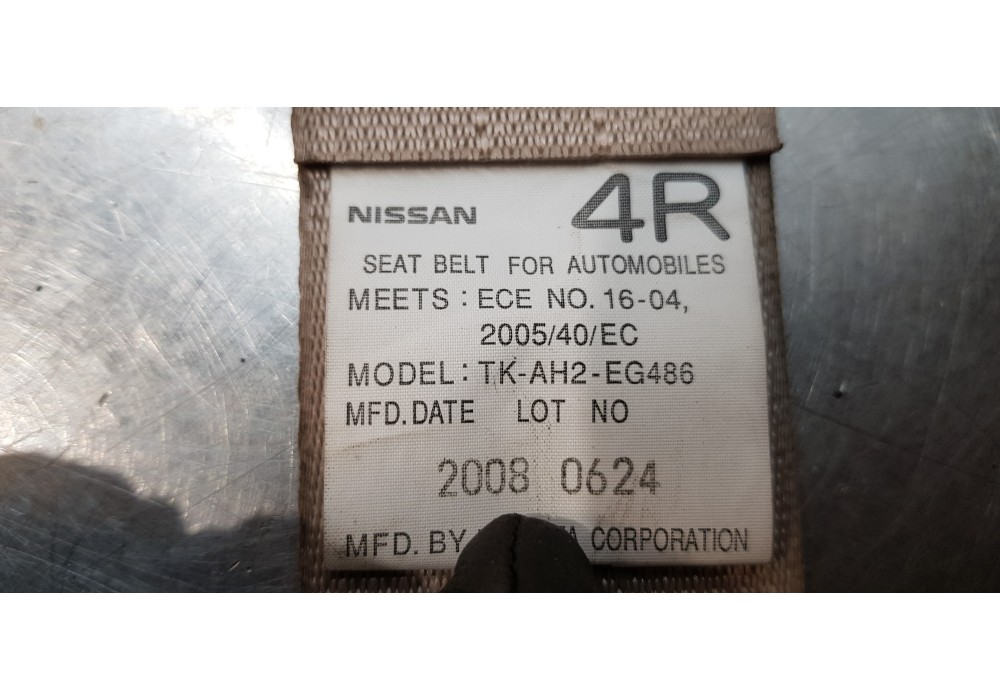 NISSAN 4R
SEAT BELT FOR AUTOMOBILES
MEETS : ECE NO. 16-04,
2005/40/EC
MODEL : TK-AH2-EG486
MFD.DATE LOT NO
2008 0624
MFD. BY CORPORATION